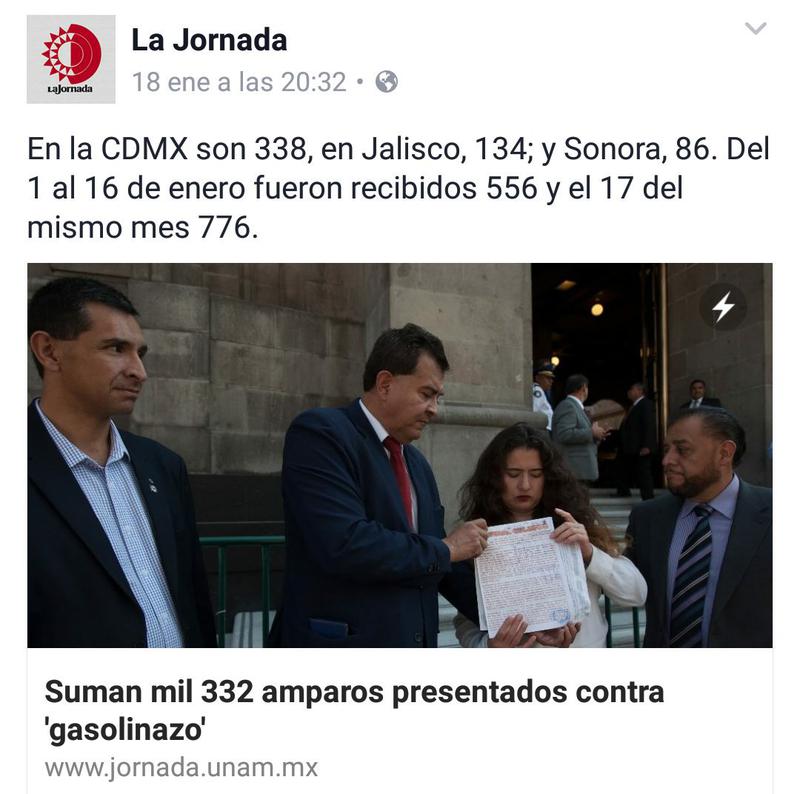 La Jornada
18 ene a las 20:32 •
LaJornada
En la CDMX son 338, en Jalisco, 134; y Sonora, 86. Del
1 al 16 de enero fueron recibidos 556 y el 17 del
mismo mes 776.
Suman mil 332 amparos presentados contra
'gasolinazo'
www.jornada.unam.mx